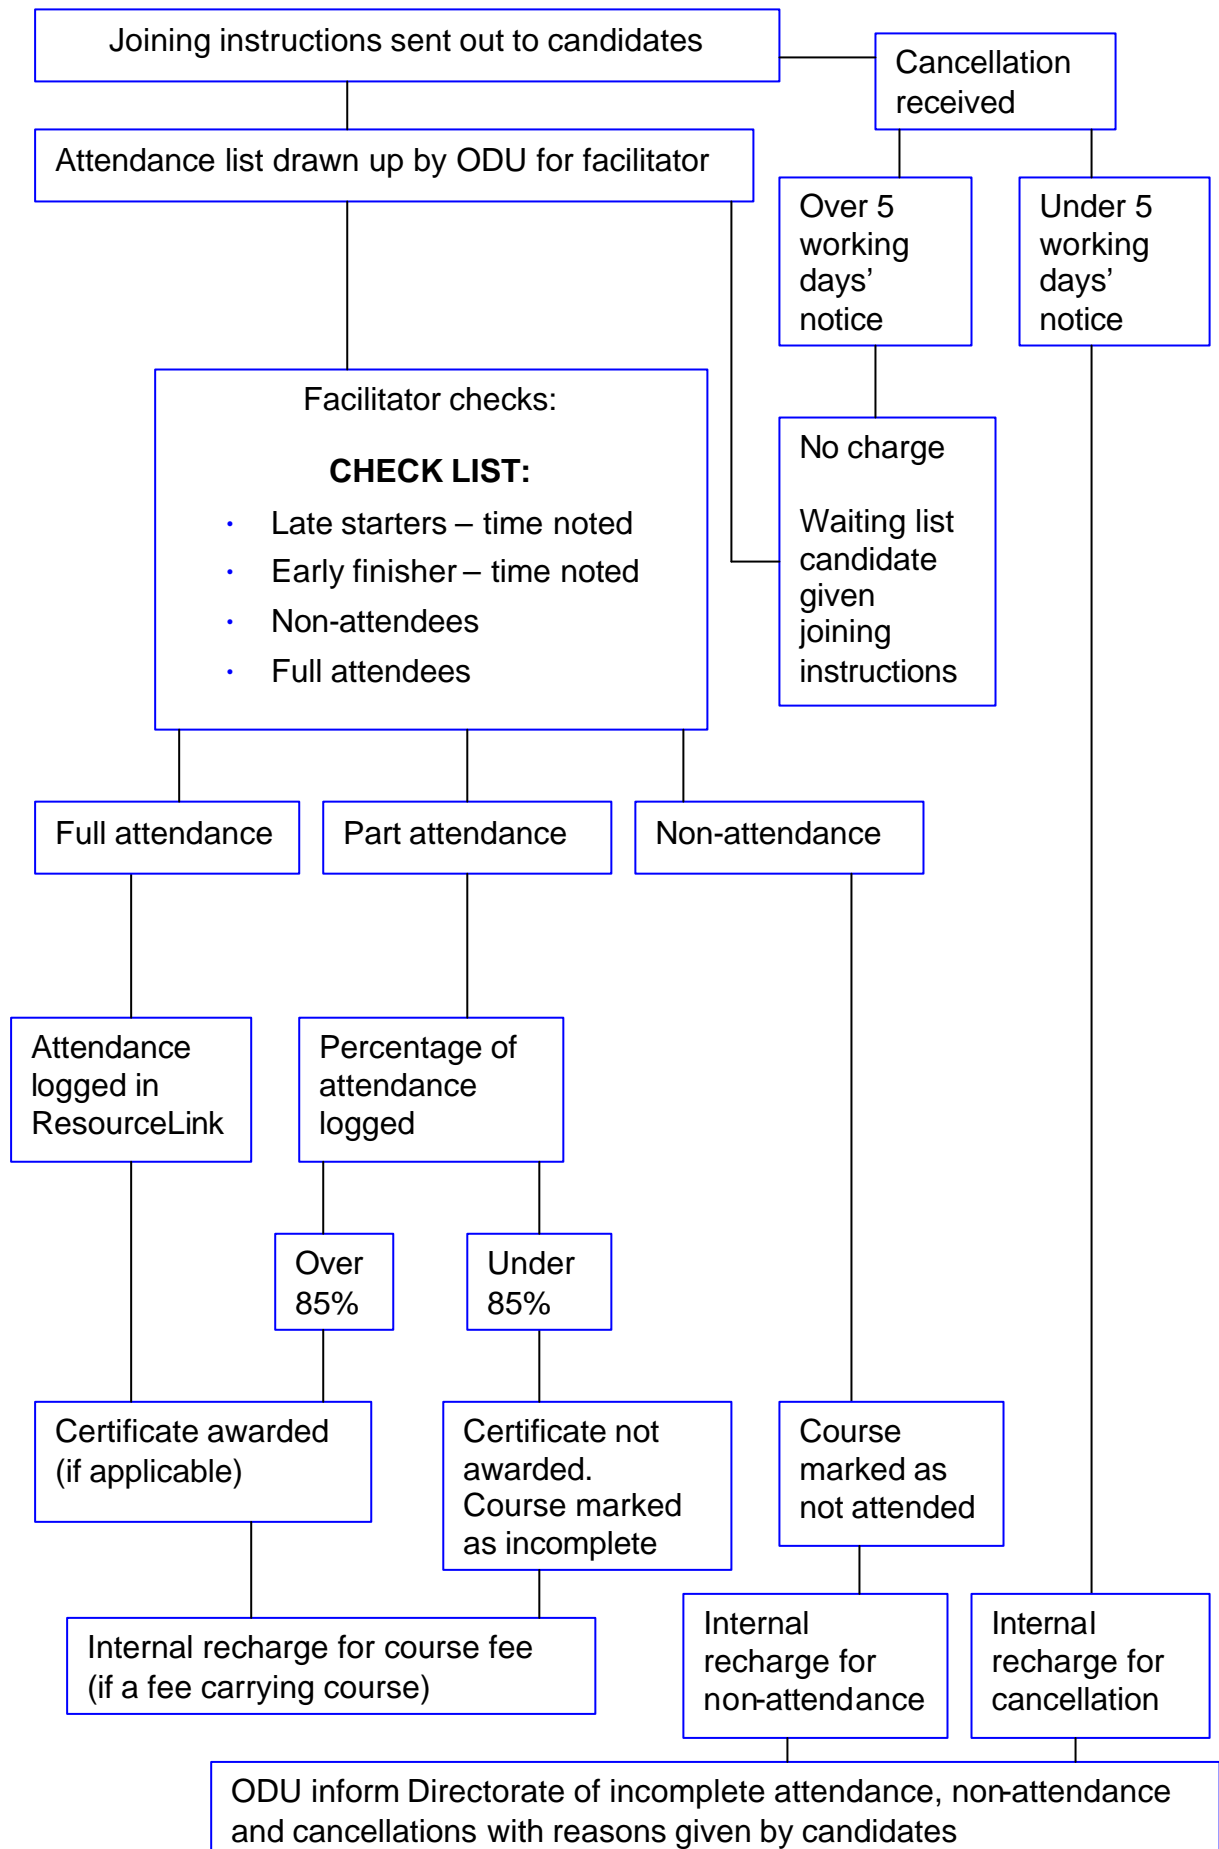 Joining instructions sent out to candidates
Cancellation
received
Attendance list drawn up by ODU for facilitator
Over 5
working
days’
notice
Under 5
working
days’
notice
Facilitator checks:
CHECK LIST:
· Late starters – time noted
· Early finisher – time noted
· Non-attendees
· Full attendees
No charge
Waiting list
candidate
given
joining
instructions
Full attendance
Part attendance
Non-attendance
Attendance
logged in
ResourceLink
Percentage of
attendance
logged
Over
85%
Under
85%
Certificate awarded
(if applicable)
Certificate not
awarded.
Course marked
as incomplete
Course
marked as
not attended
Internal recharge for course fee
(if a fee carrying course)
Internal
recharge for
non-attendance
Internal
recharge for
cancellation
ODU inform Directorate of incomplete attendance, non-attendance
and cancellations with reasons given by candidates